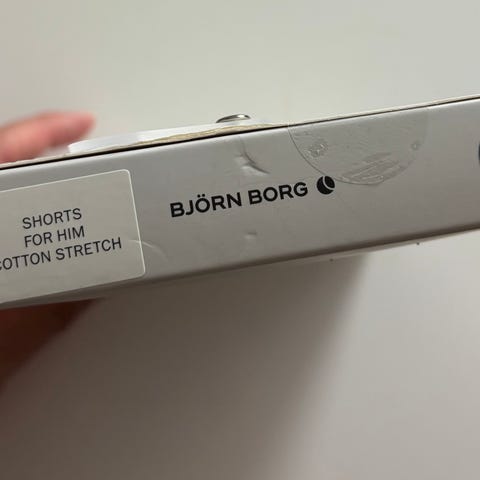 SHORTS
FOR HIM
COTTON STRETCH
BJÖRN BORG